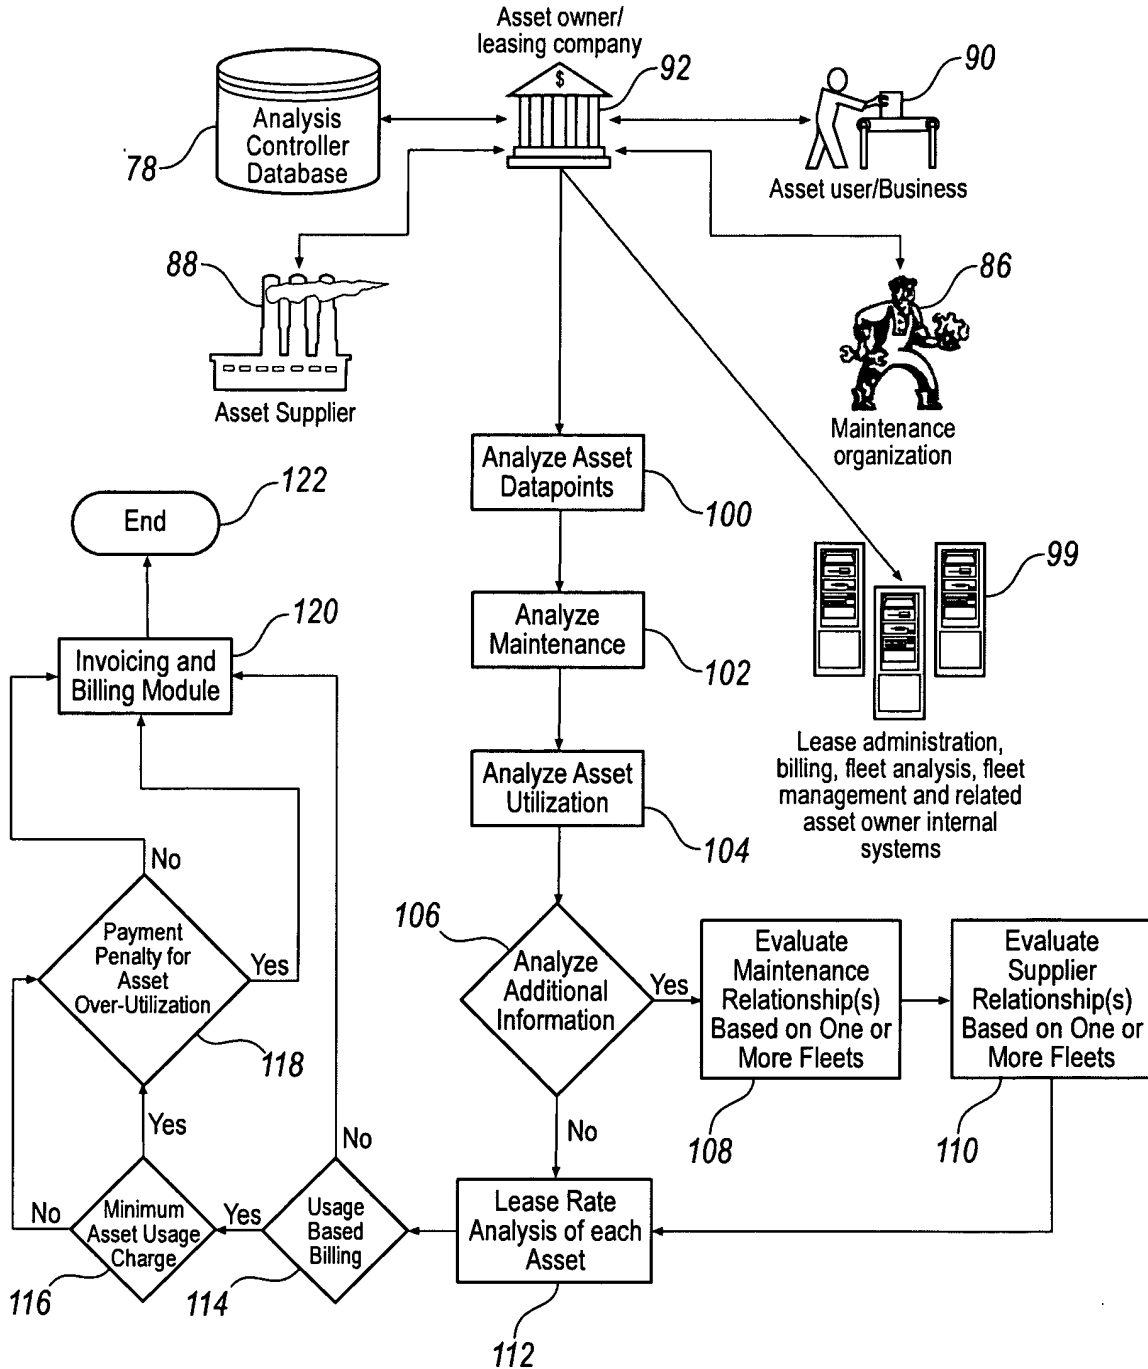 Asset owner/
leasing company
92
$
90
Analysis
Controller
Database
78
Asset user/Business
88
86
Asset Supplier
Maintenance
organization
Analyze Asset
Datapoints
100
122
End
99
Analyze
Maintenance
102
120
Invoicing and
Billing Module
Lease administration,
billing, fleet analysis, fleet
management and related
asset owner internal
systems
Analyze Asset
Utilization
104
No
106
Payment
Penalty for
Asset
Over-Utilization
Yes
118
Analyze
Additional
Information
Yes
Evaluate
Maintenance
Relationship(s)
Based on One or
More Fleets
108
Evaluate
Supplier
Relationship(s)
Based on One or
More Fleets
110
Yes
No
No
No
Minimum
Asset Usage
Charge
116
Yes
Usage
Based
Billing
114
Lease Rate
Analysis of each
Asset
112